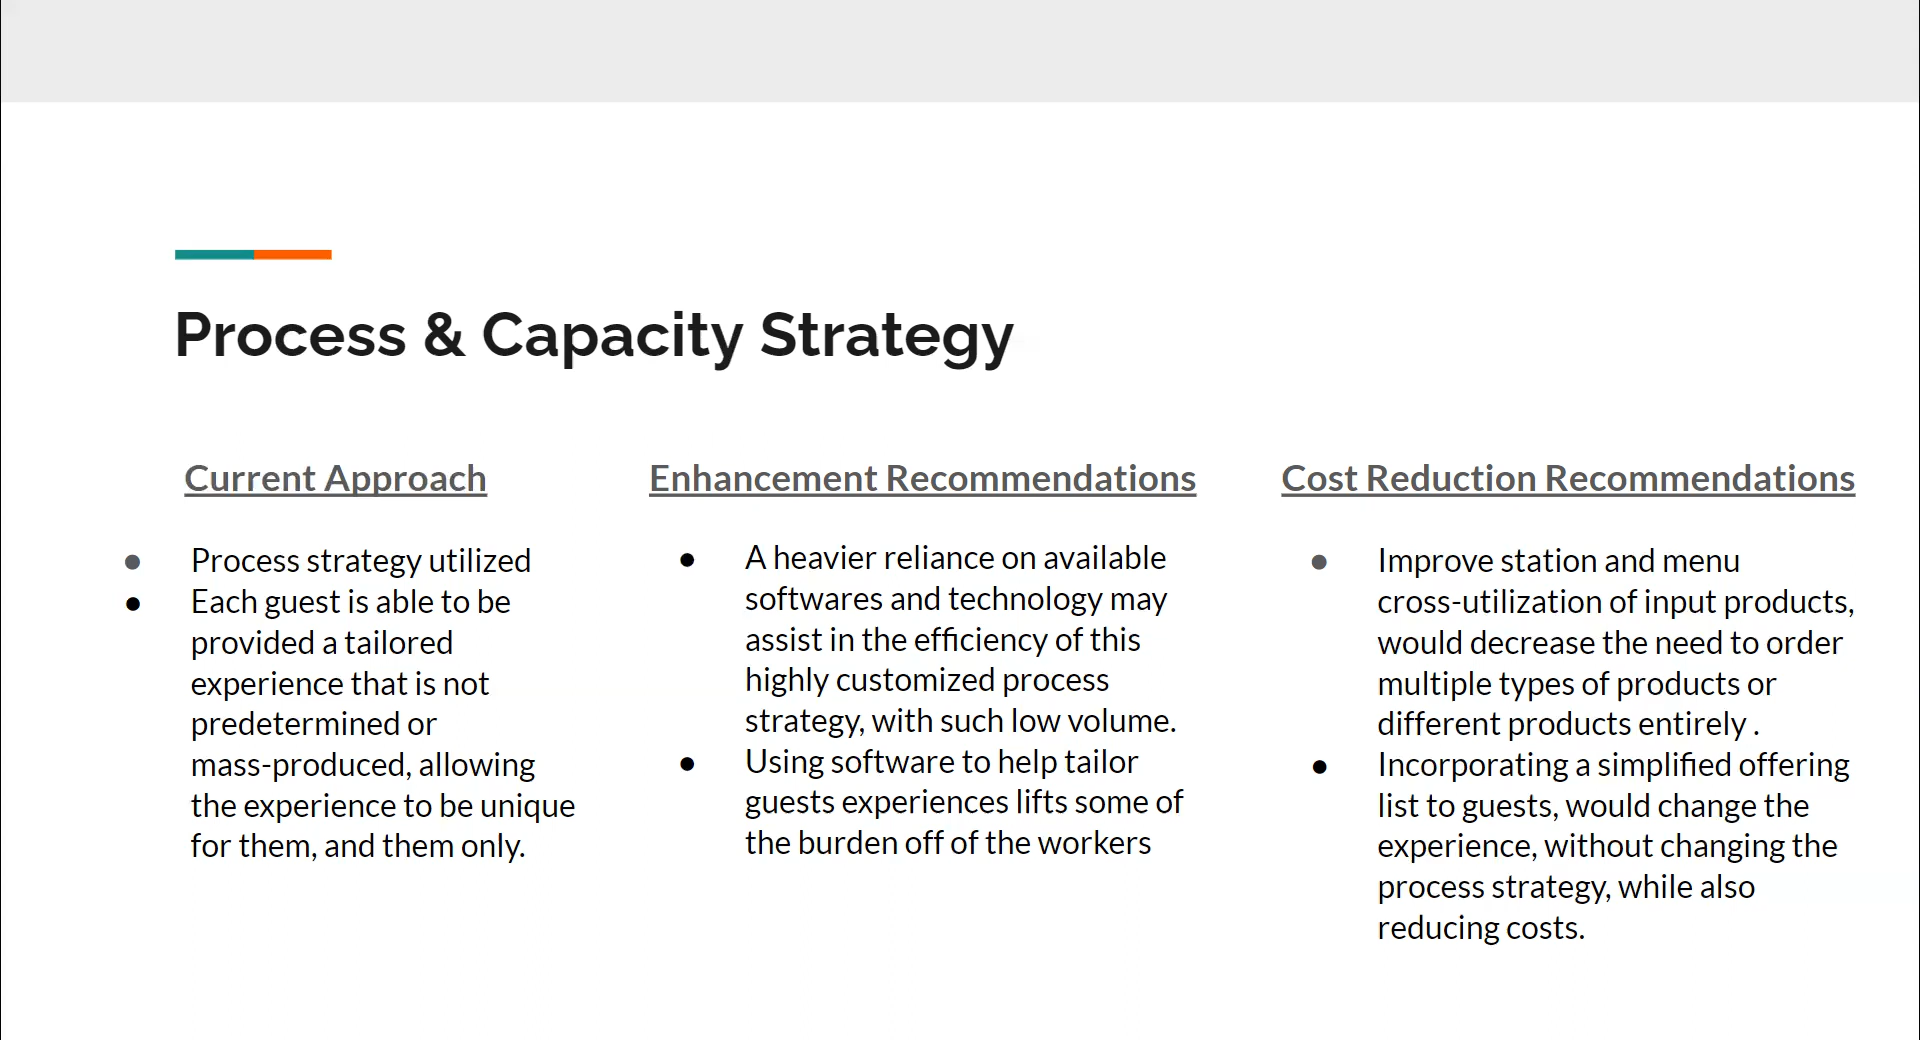 Process & Capacity Strategy
Current Approach
Process strategy utilized
Each guest is able to be
provided a tailored
experience that is not
predetermined or
mass-produced, allowing
the experience to be unique
for them, and them only.
Enhancement Recommendations
A heavier reliance on available
softwares and technology may
assist in the efficiency of this
highly customized process
strategy, with such low volume.
Using software to help tailor
guests experiences lifts some of
the burden off of the workers
Cost Reduction Recommendations
Improve station and menu
cross-utilization of input products,
would decrease the need to order
multiple types of products or
different products entirely .
Incorporating a simplified offering
list to guests, would change the
experience, without changing the
process strategy, while also
reducing costs.